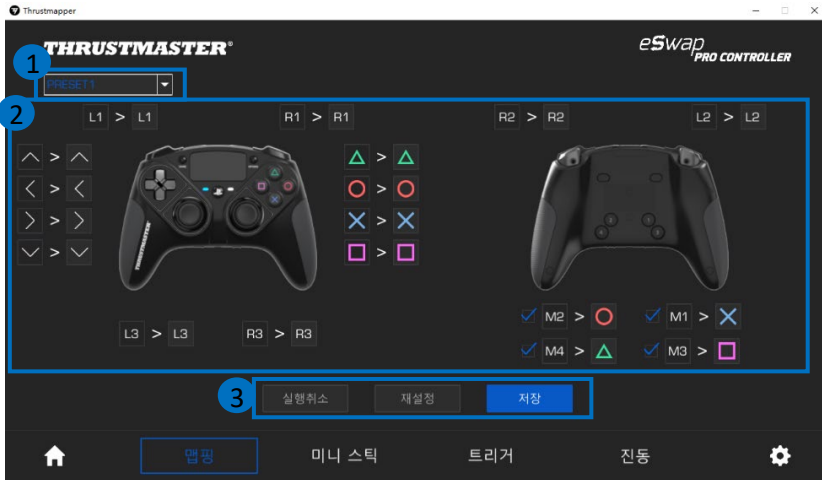 Thrustmapper
THRUSTMASTER®
eSwap
PRO CONTROLLER
1
PRESET1
2
L1 > L1
R1 > R1
R2 > R2
L2 > L2
>
>
>
>
>
>
>
>
THRUSTMASTER
L3 > L3
R3 > R3
M2 >
M1 >
M4 >
M3 >
3
실행취소
재설정
저장
맵핑
미니 스틱
트리거
진동